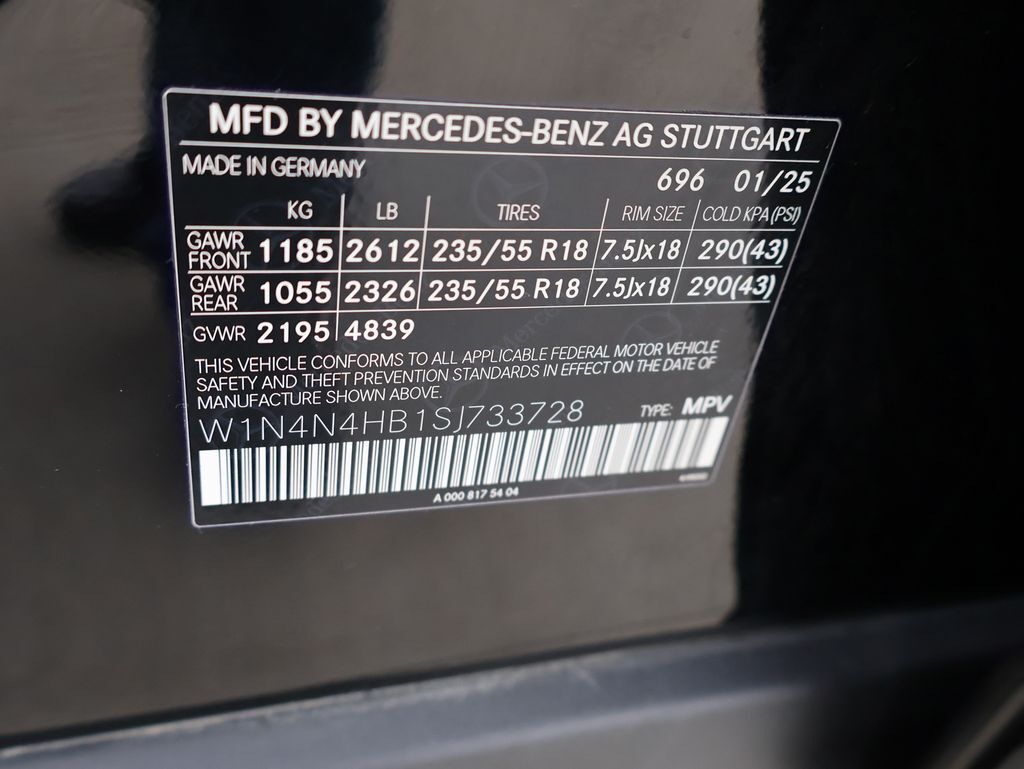 MFD BY MERCEDES-BENZ AG STUTTGART
MADE IN GERMANY
696 01/25
KG LB TIRES RIM SIZE COLD KPA (PSI)
GAWR FRONT 1185 2612 235/55 R18 7.5Jx18 290(43)
GAWR REAR 1055 2326 235/55 R18 7.5Jx18 290(43)
GVWR 2195 4839
THIS VEHICLE CONFORMS TO ALL APPLICABLE FEDERAL MOTOR VEHICLE
SAFETY AND THEFT PREVENTION STANDARDS IN EFFECT ON THE DATE OF
MANUFACTURE SHOWN ABOVE.
W1N4N4HB1SJ733728 TYPE: MPV
A 000 817 54 04